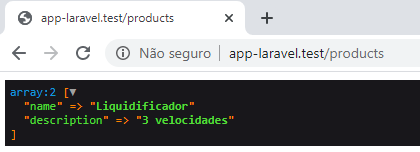 app-laravel.test/products
Não seguro | app-laravel.test/products
array:2 [▼
"name" => "Liquidificador"
"description" => "3 velocidades"
]